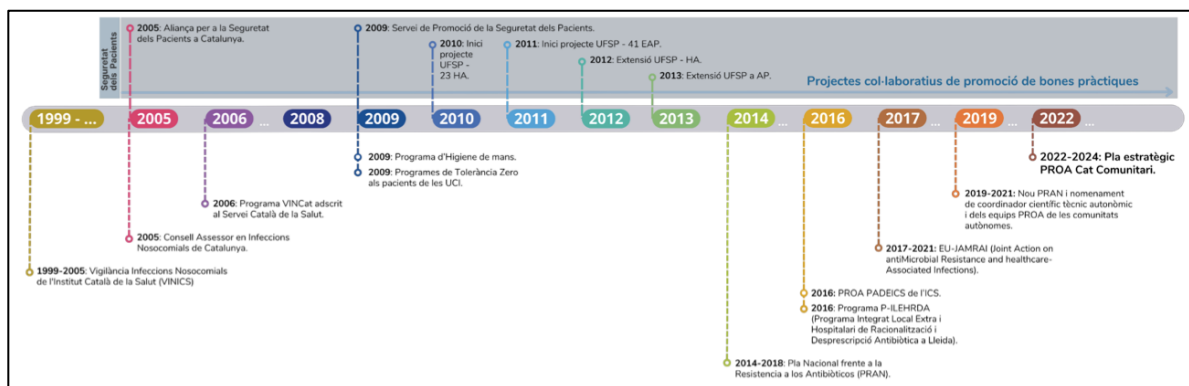 Seguretat
dels Pacients
2005: Aliança per a la Seguretat
dels Pacients a Catalunya.
2009: Servei de Promoció de la Seguretat dels Pacients.
2010: Inici
projecte
UFSP -
23 HA.
2011: Inici projecte UFSP - 41 EAP.
2012: Extensió UFSP - HA.
2013: Extensió UFSP a AP.
Projectes col·laboratius de promoció de bones pràctiques
1999 - ...
2005
2006 ...
2008
2009
2010
2011
2012
2013
2014 ...
2016
2017 ...
2019 ...
2022 ...
2009: Programa d'Higiene de mans.
2009: Programes de Tolerància Zero
als pacients de les UCI.
2006: Programa VINCat adscrit
al Servei Català de la Salut.
2005: Consell Assessor en Infeccions
Nosocomials de Catalunya.
1999-2005: Vigilància Infeccions Nosocomials
de l'Institut Català de la Salut (VINICS)
2022-2024: Pla estratègic
PROA Cat Comunitari.
2019-2021: Nou PRAN i nomenament
de coordinador científic tècnic autonòmic
i dels equips PROA de les comunitats
autònomes.
2017-2021: EU-JAMRAI (Joint Action on
antiMicrobial Resistance and healthcare-
Associated Infections).
2016: PROA PADEICS de l'ICS.
2016: Programa P-ILEHRDA
(Programa Integrat Local Extra i
Hospitalari de Racionalització i
Desprescripció Antibiòtica a Lleida).
2014-2018: Pla Nacional frente a la
Resistencia a los Antibióticos (PRAN).